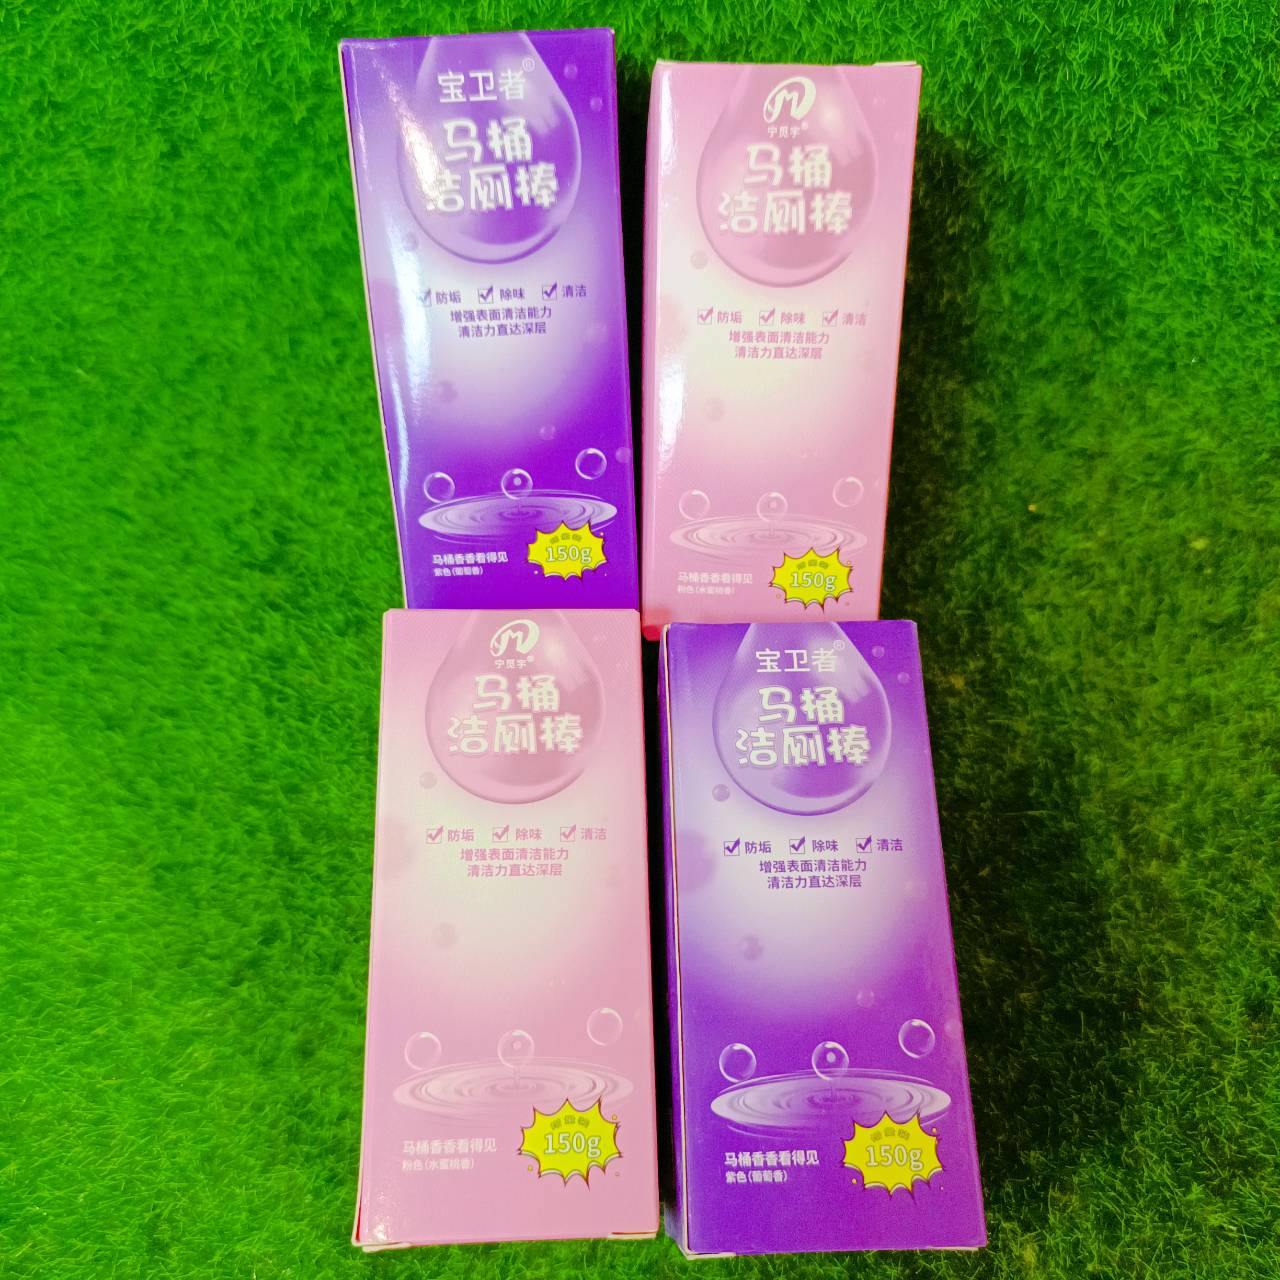 宝卫者®
马桶
洁厕棒
防垢 除味 清洁
增强表面清洁能力
清洁力直达深层
150g
马桶香香看得见
紫色(葡萄香)
宁觅宇®
马桶
洁厕棒
防垢 除味 清洁
增强表面清洁能力
清洁力直达深层
150g
马桶香香看得见
粉色(水蜜桃香)
宁觅宇®
马桶
洁厕棒
防垢 除味 清洁
增强表面清洁能力
清洁力直达深层
150g
马桶香香看得见
粉色(水蜜桃香)
宝卫者®
马桶
洁厕棒
防垢 除味 清洁
增强表面清洁能力
清洁力直达深层
150g
马桶香香看得见
紫色(葡萄香)